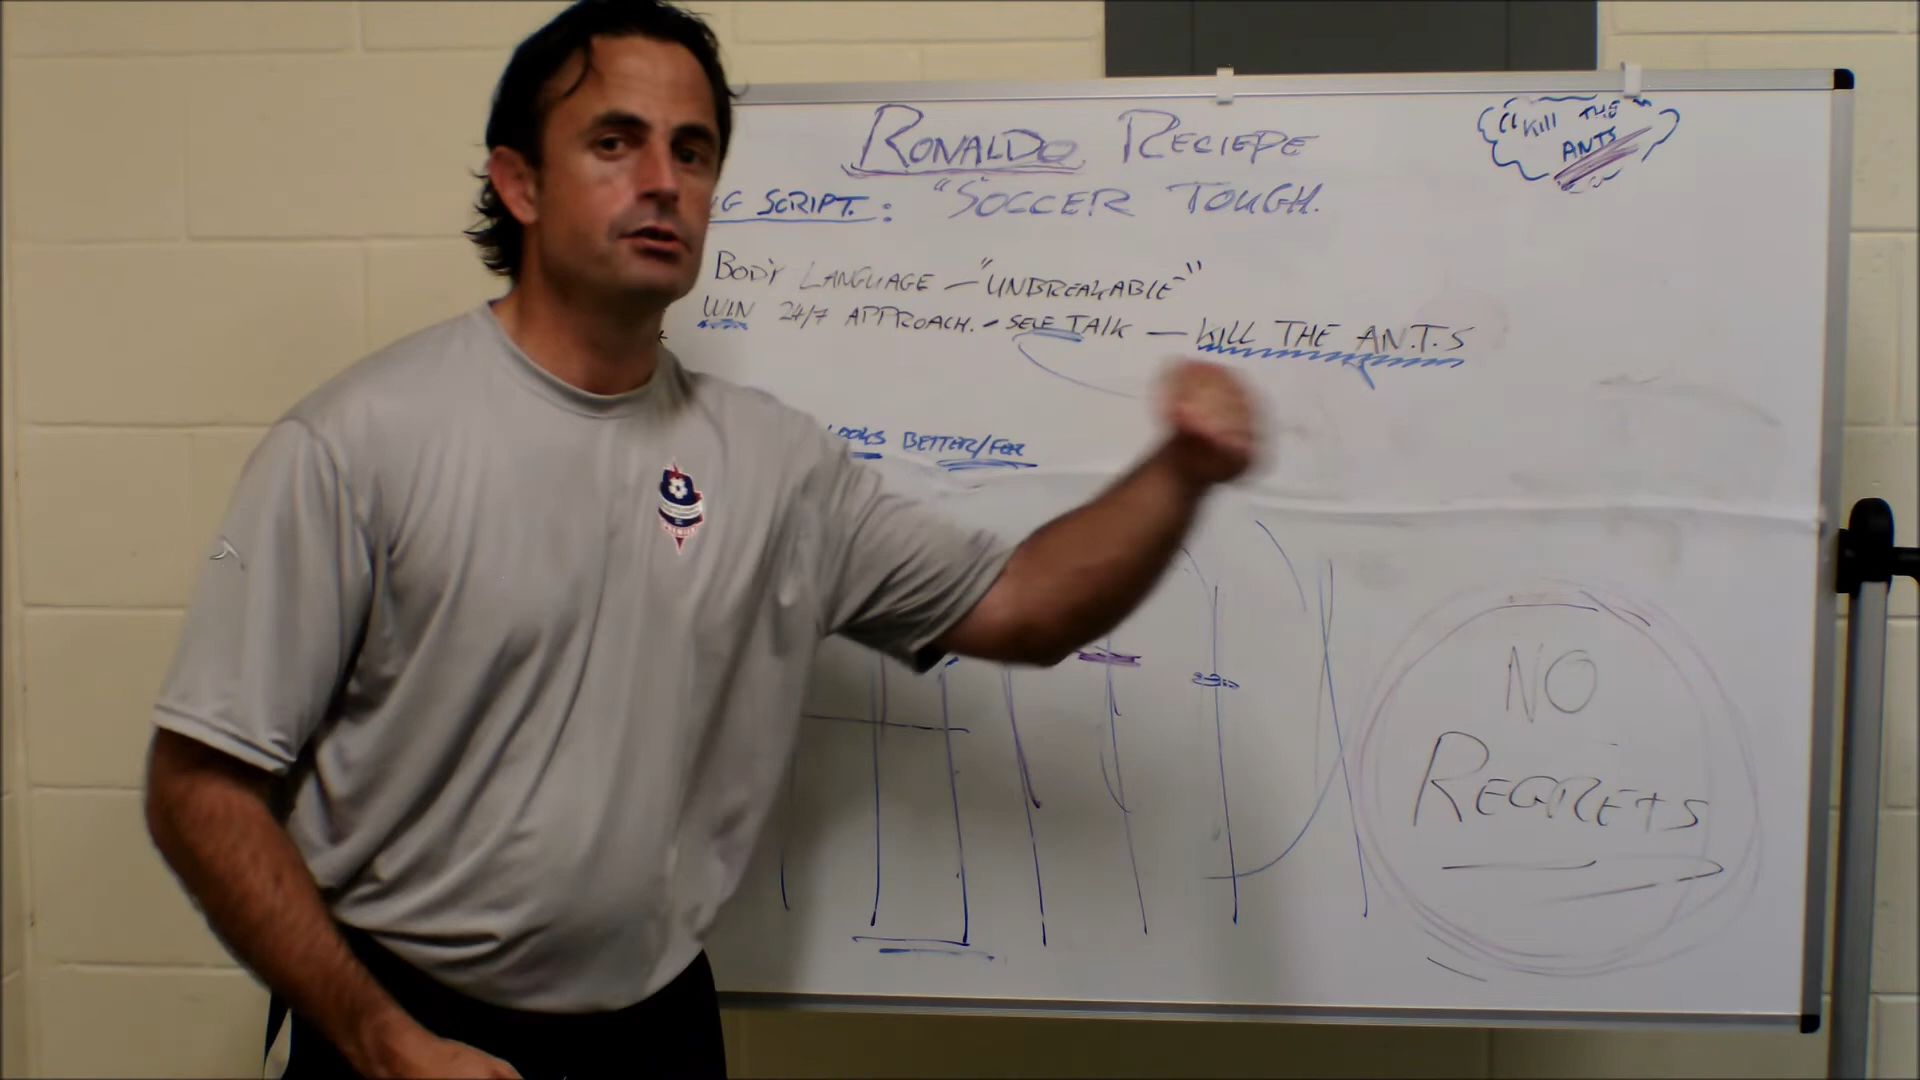 RONALDO RECIEPE
"Kill THE
ANTS
G SCRIPT. : "SOCCER TOUGH.
BODY LANGUAGE - "UNBREAKABLE"
WIN 24/7 APPROACH. - SELF TALK - KILL THE A.N.T.S
LOOKS BETTER/FEE
NO
REGRETS